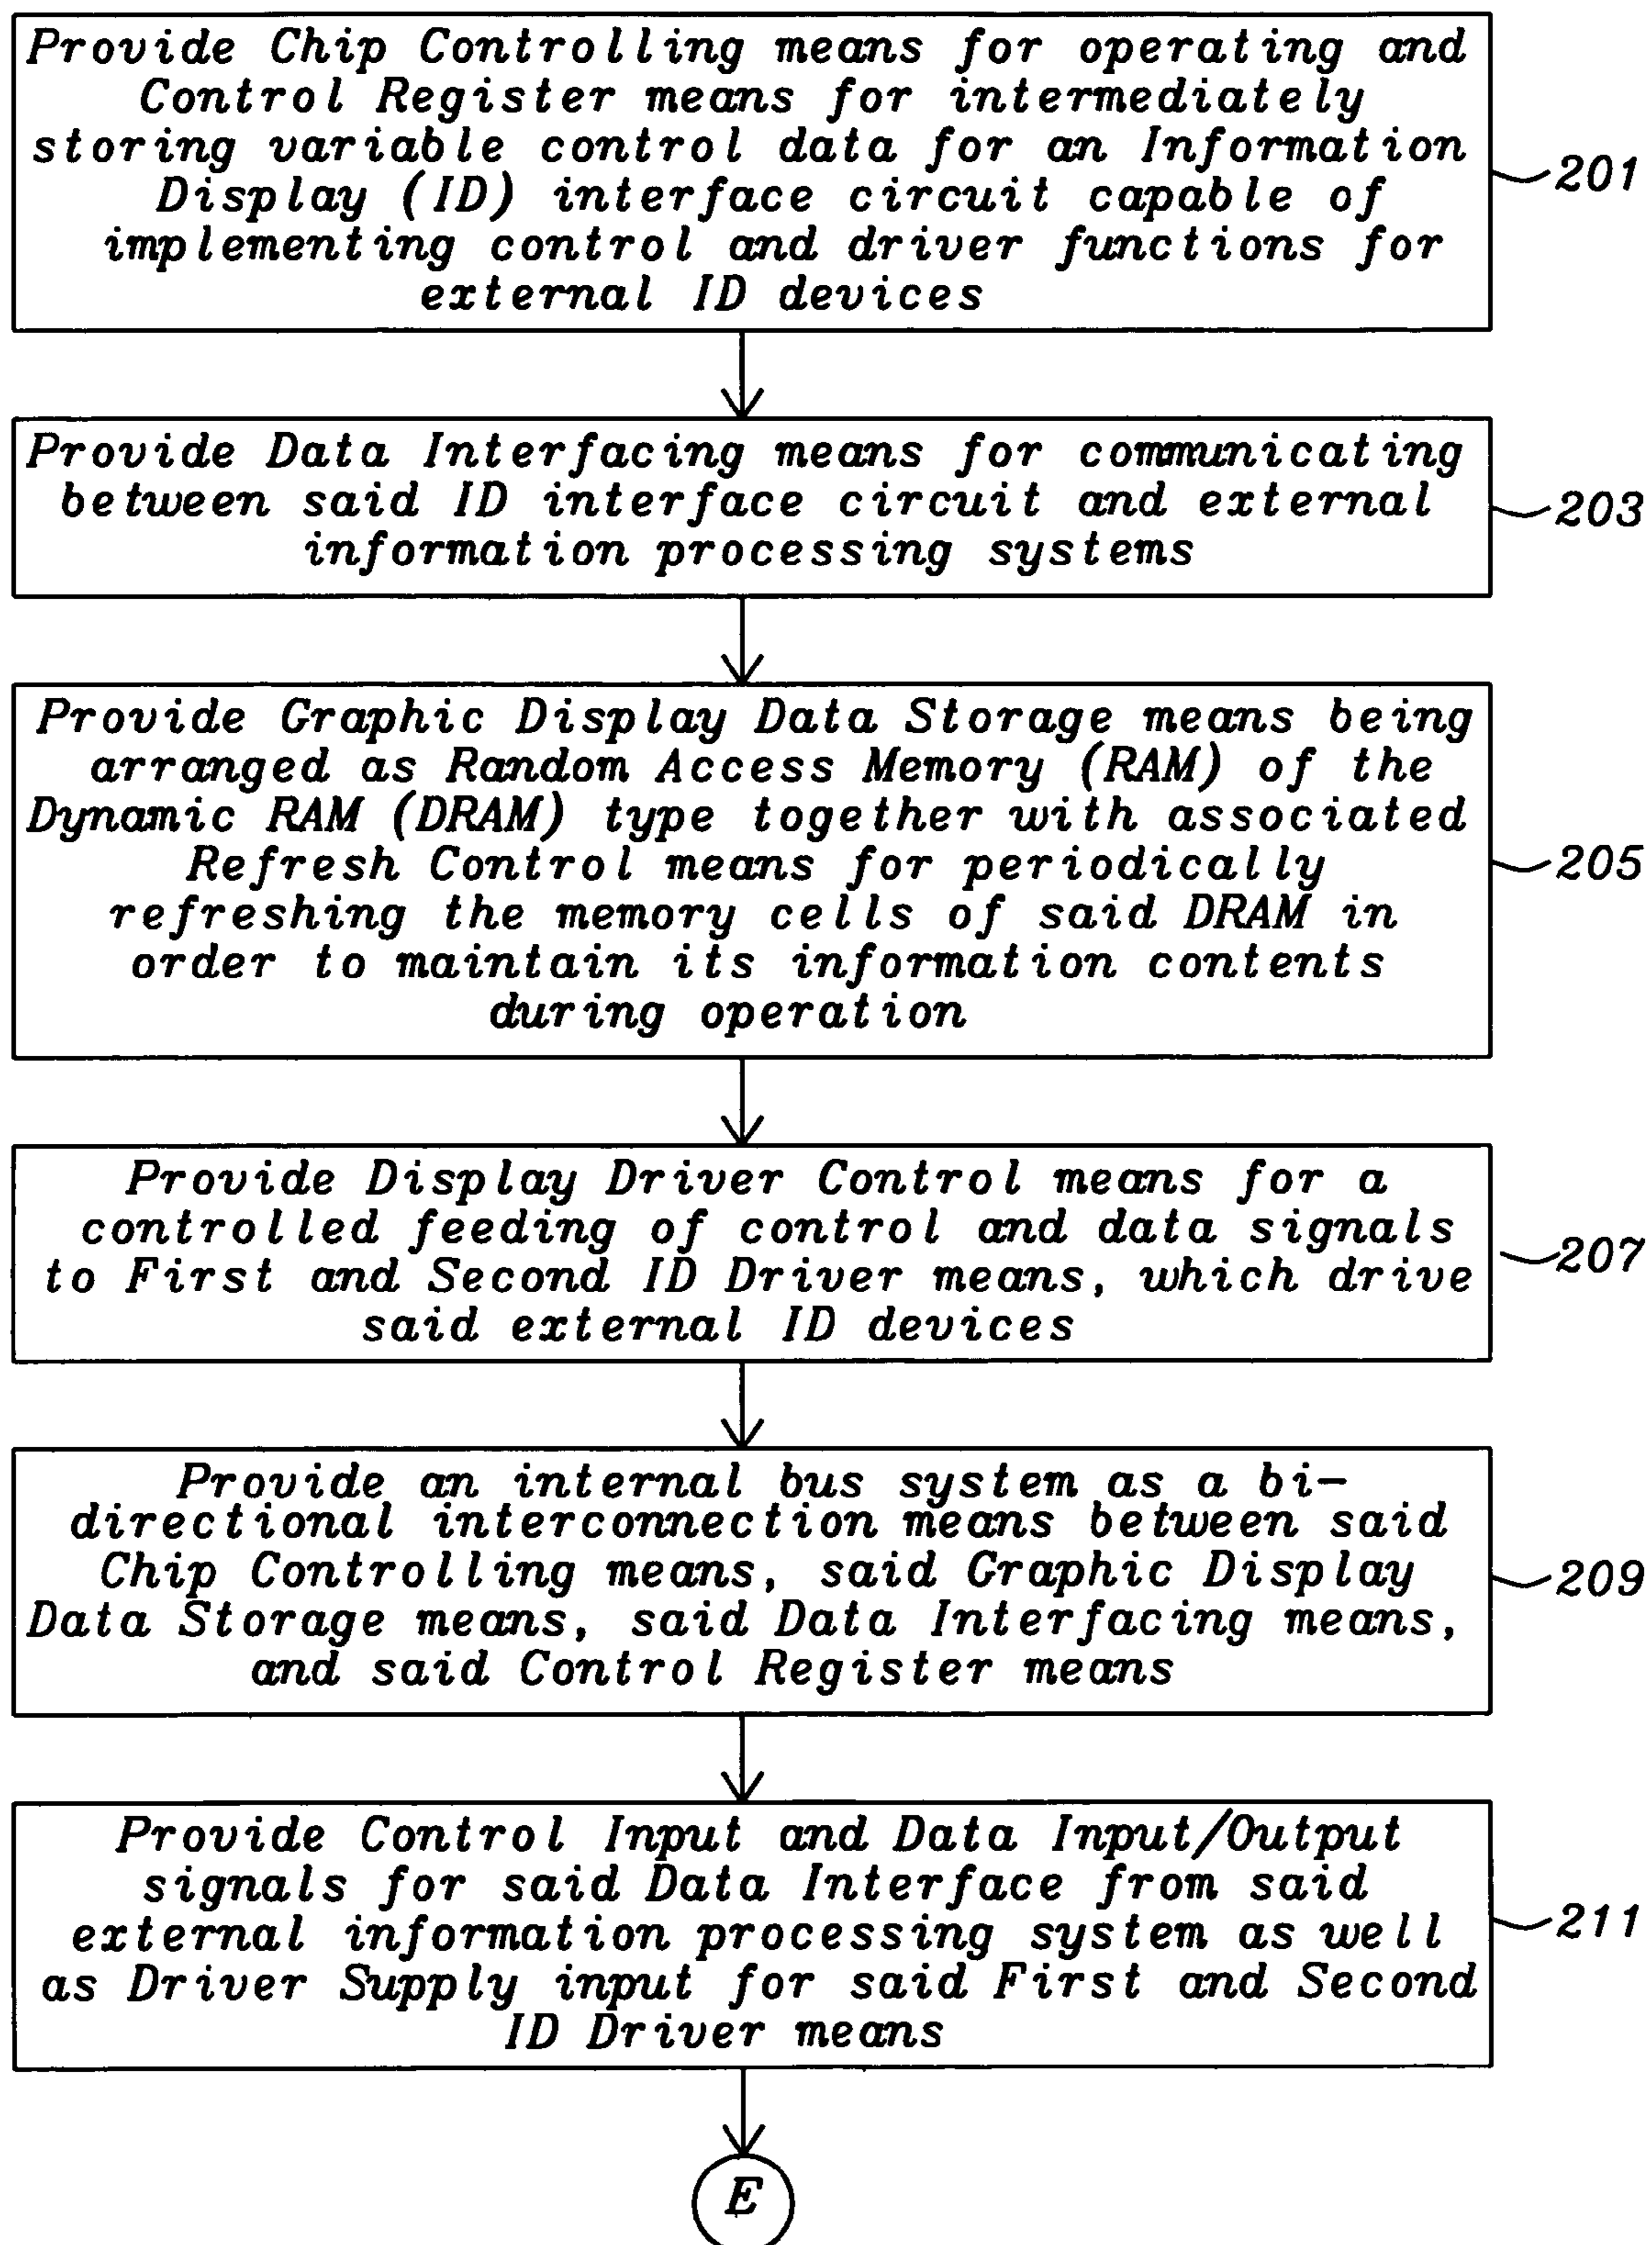 Provide Chip Controlling means for operating and
Control Register means for intermediately
storing variable control data for an Information
Display (ID) interface circuit capable of
implementing control and driver functions for
external ID devices
201
Provide Data Interfacing means for communicating
between said ID interface circuit and external
information processing systems
203
Provide Graphic Display Data Storage means being
arranged as Random Access Memory (RAM) of the
Dynamic RAM (DRAM) type together with associated
Refresh Control means for periodically
refreshing the memory cells of said DRAM in
order to maintain its information contents
during operation
205
Provide Display Driver Control means for a
controlled feeding of control and data signals
to First and Second ID Driver means, which drive
said external ID devices
207
Provide an internal bus system as a bi-
directional interconnection means between said
Chip Controlling means, said Graphic Display
Data Storage means, said Data Interfacing means,
and said Control Register means
209
Provide Control Input and Data Input/Output
signals for said Data Interface from said
external information processing system as well
as Driver Supply input for said First and Second
ID Driver means
211
E